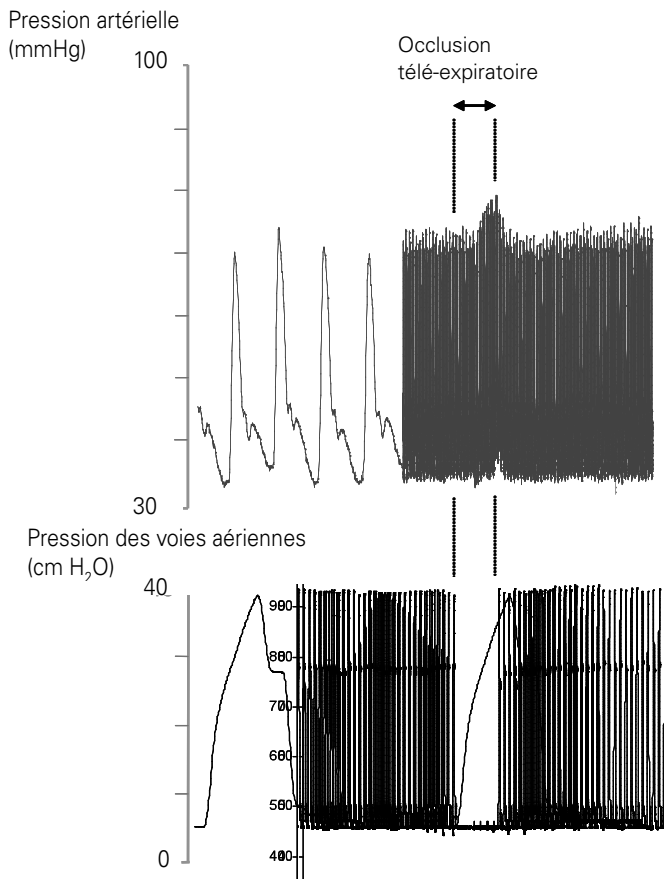 Pression artérielle
(mmHg)
100
Occlusion
télé-expiratoire
30
Pression des voies aériennes
(cm H₂O)
40
0